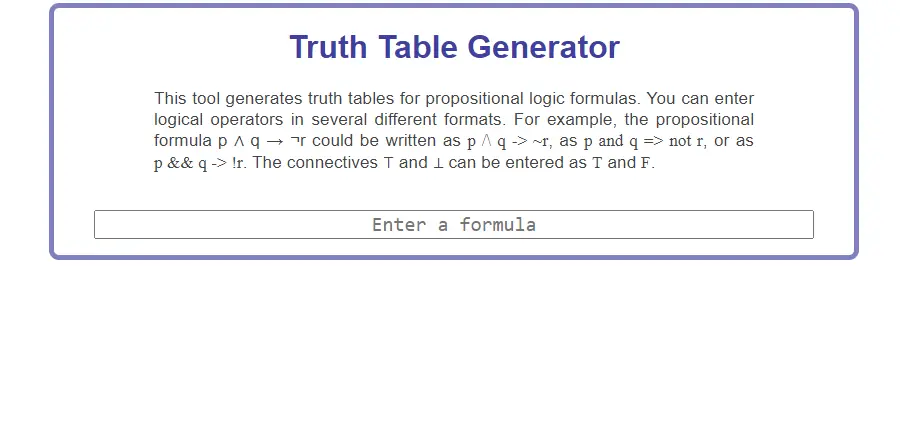 Truth Table Generator
This tool generates truth tables for propositional logic formulas. You can enter
logical operators in several different formats. For example, the propositional
formula p ∧ q → ¬r could be written as p /\ q -> ~r, as p and q => not r, or as
p && q -> !r. The connectives ⊤ and ⊥ can be entered as T and F.
Enter a formula